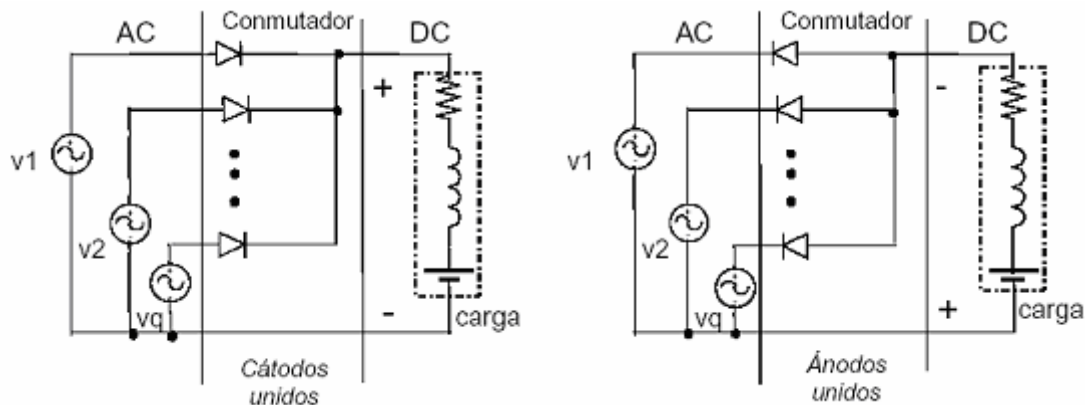 AC
Conmutador
DC
+
v1
v2
vq
-
carga
Cátodos
unidos
AC
Conmutador
DC
-
v1
v2
vq
+
carga
Ánodos
unidos